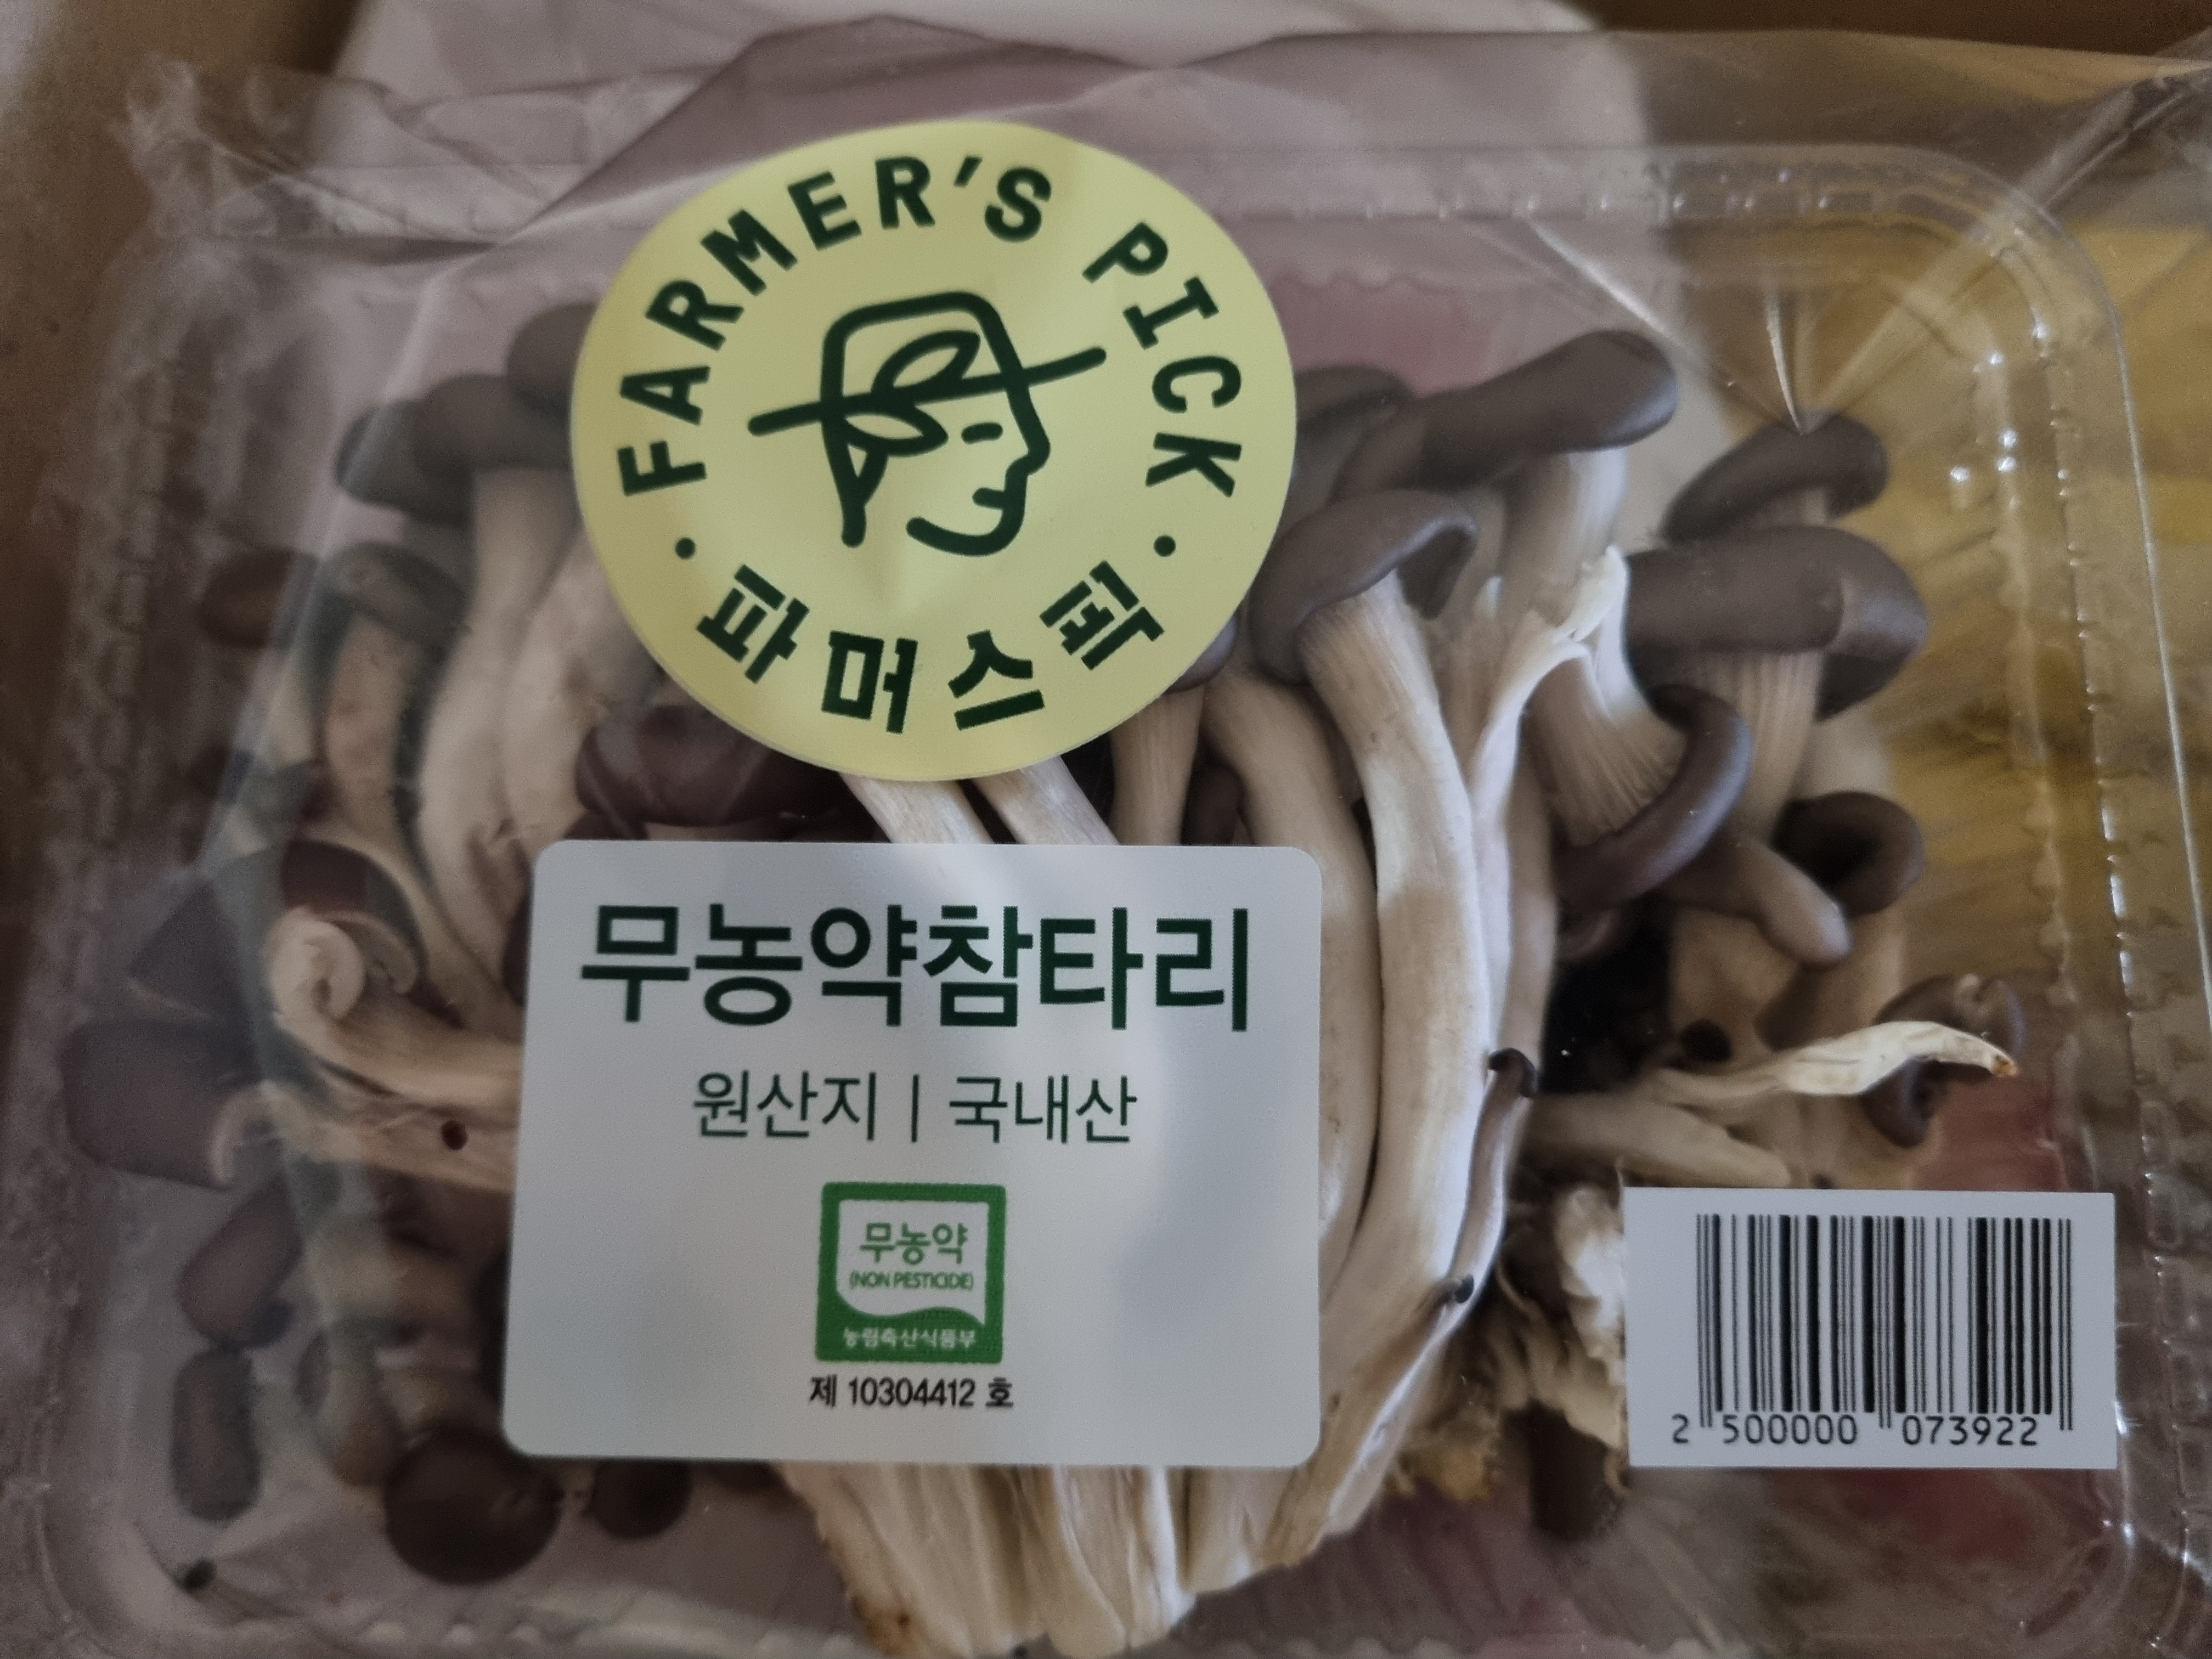 FARMER'S PICK
· 파머스픽 ·
무농약참타리
원산지 | 국내산
무농약
(NON PESTICIDE)
농림축산식품부
제 10304412 호
2 500000 073922